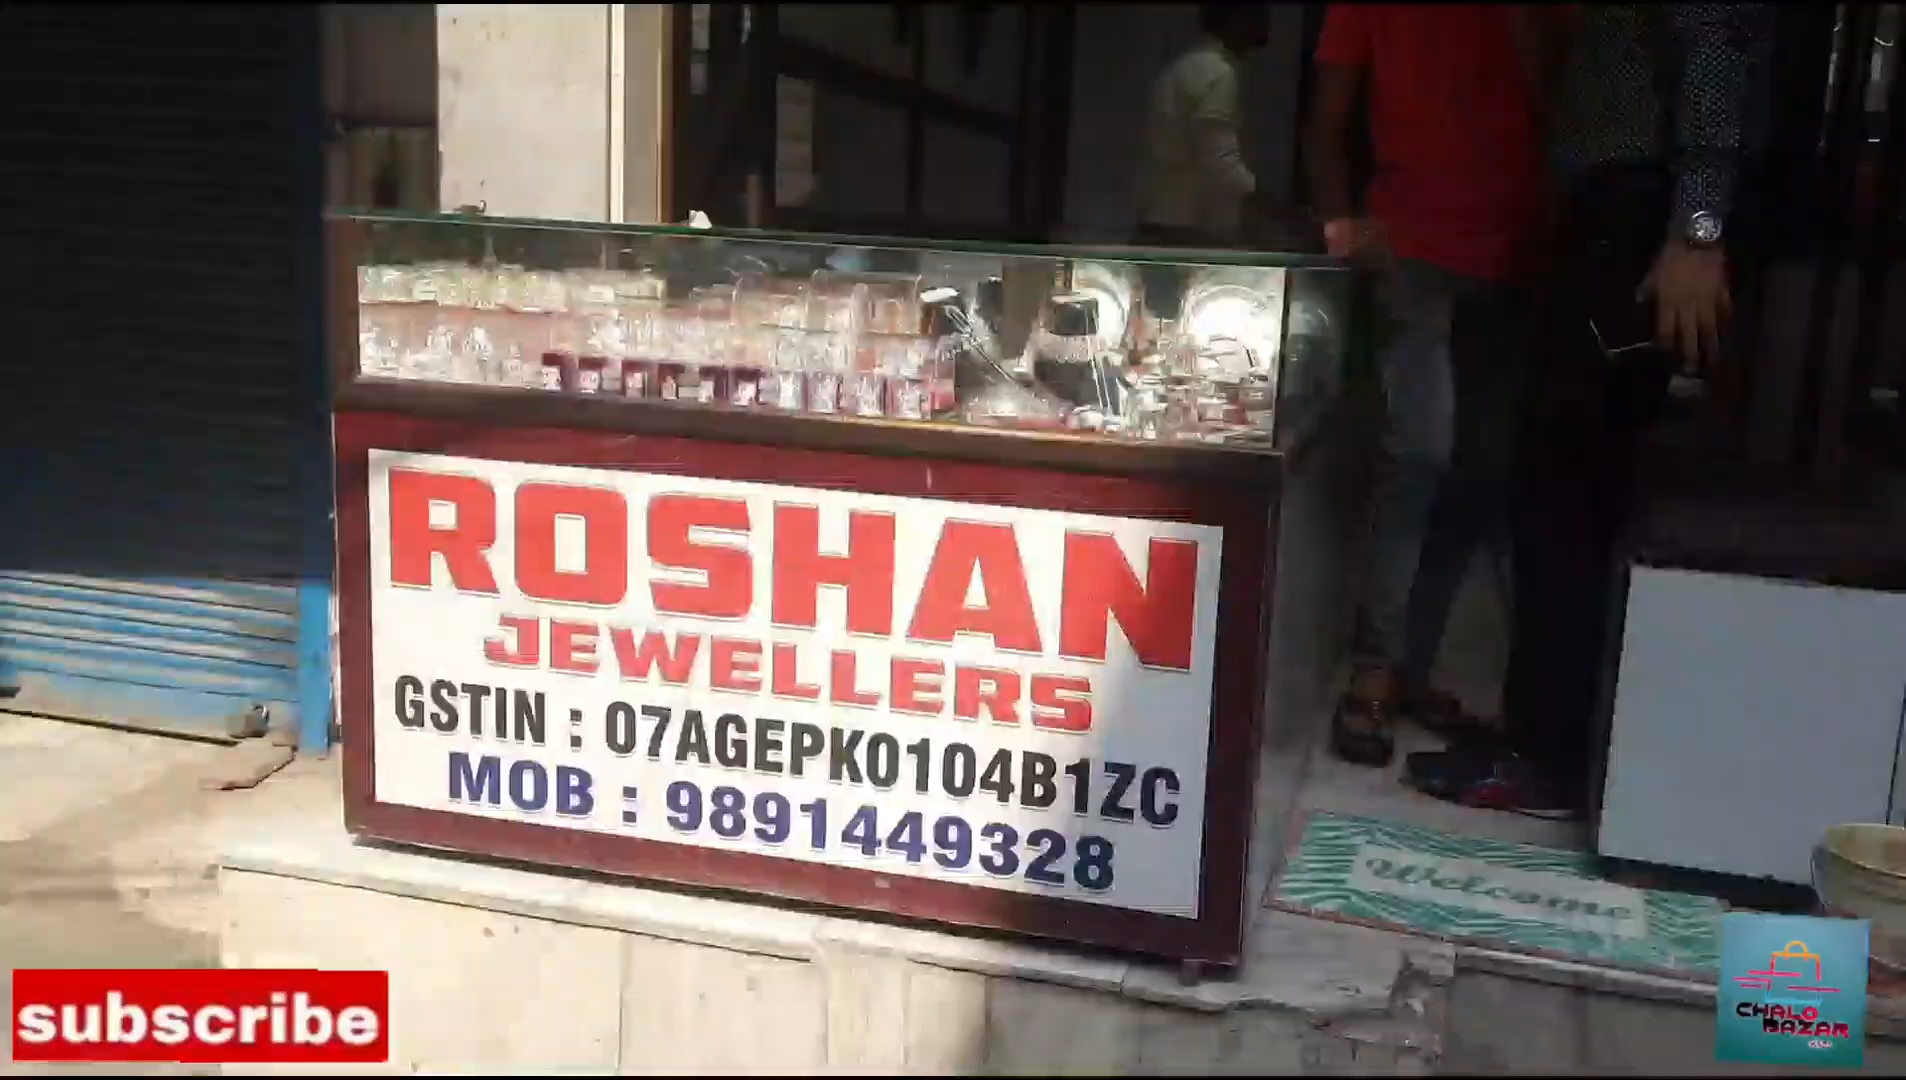 ROSHAN
JEWELLERS
GSTIN : 07AGEPK0104B1ZC
MOB : 9891449328
Welcome
subscribe
CHALO
BAZAR